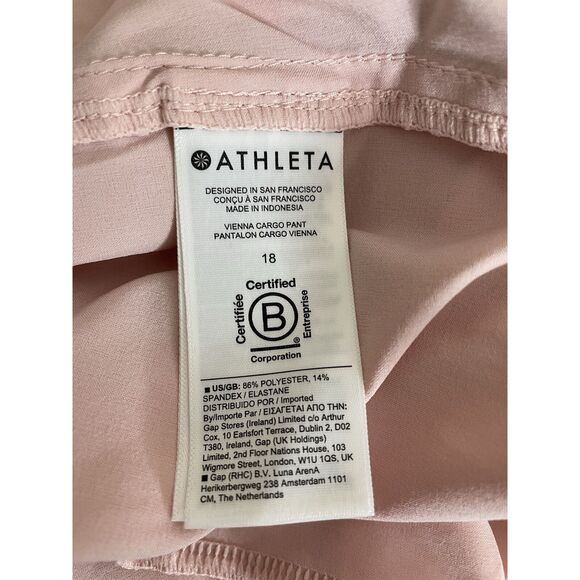 ATHLETA
DESIGNED IN SAN FRANCISCO
CONÇU À SAN FRANCISCO
MADE IN INDONESIA
VIENNA CARGO PANT
PANTALON CARGO VIENNA
18
Certified
Certifiée
B
Entreprise
®
Corporation
■ US/GB: 86% POLYESTER, 14%
SPANDEX / ELASTANE
DISTRIBUIDO POR / Imported
By/Importe Par / ΕΙΣΑΓΕΤΑΙ ΑΠΟ ΤΗΝ:
Gap Stores (Ireland) Limited c/o Arthur
Cox, 10 Earlsfort Terrace, Dublin 2, D02
T380, Ireland, Gap (UK Holdings)
Limited, 2nd Floor Nations House, 103
Wigmore Street, London, W1U 1QS, UK
■ Gap (RHC) B.V. Luna ArenA
Herikerbergweg 238 Amsterdam 1101
CM, The Netherlands